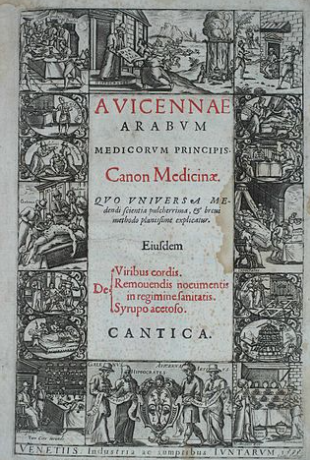 AVICENNAE
ARABVM
MEDICORVM PRINCIPIS.
Canon Medicinæ.
QVO VNIVERSA ME-
dendi ſcientia pulcherrima, & breui
methodo planiſſime explicatur.
Eiuſdem
De
Viribus cordis.
Remouendis nocumentis
in regimine ſanitatis.
Syrupo acetoſo.
CANTICA.
VENETIIS Induſtria ac ſumptibus IVNTARVM